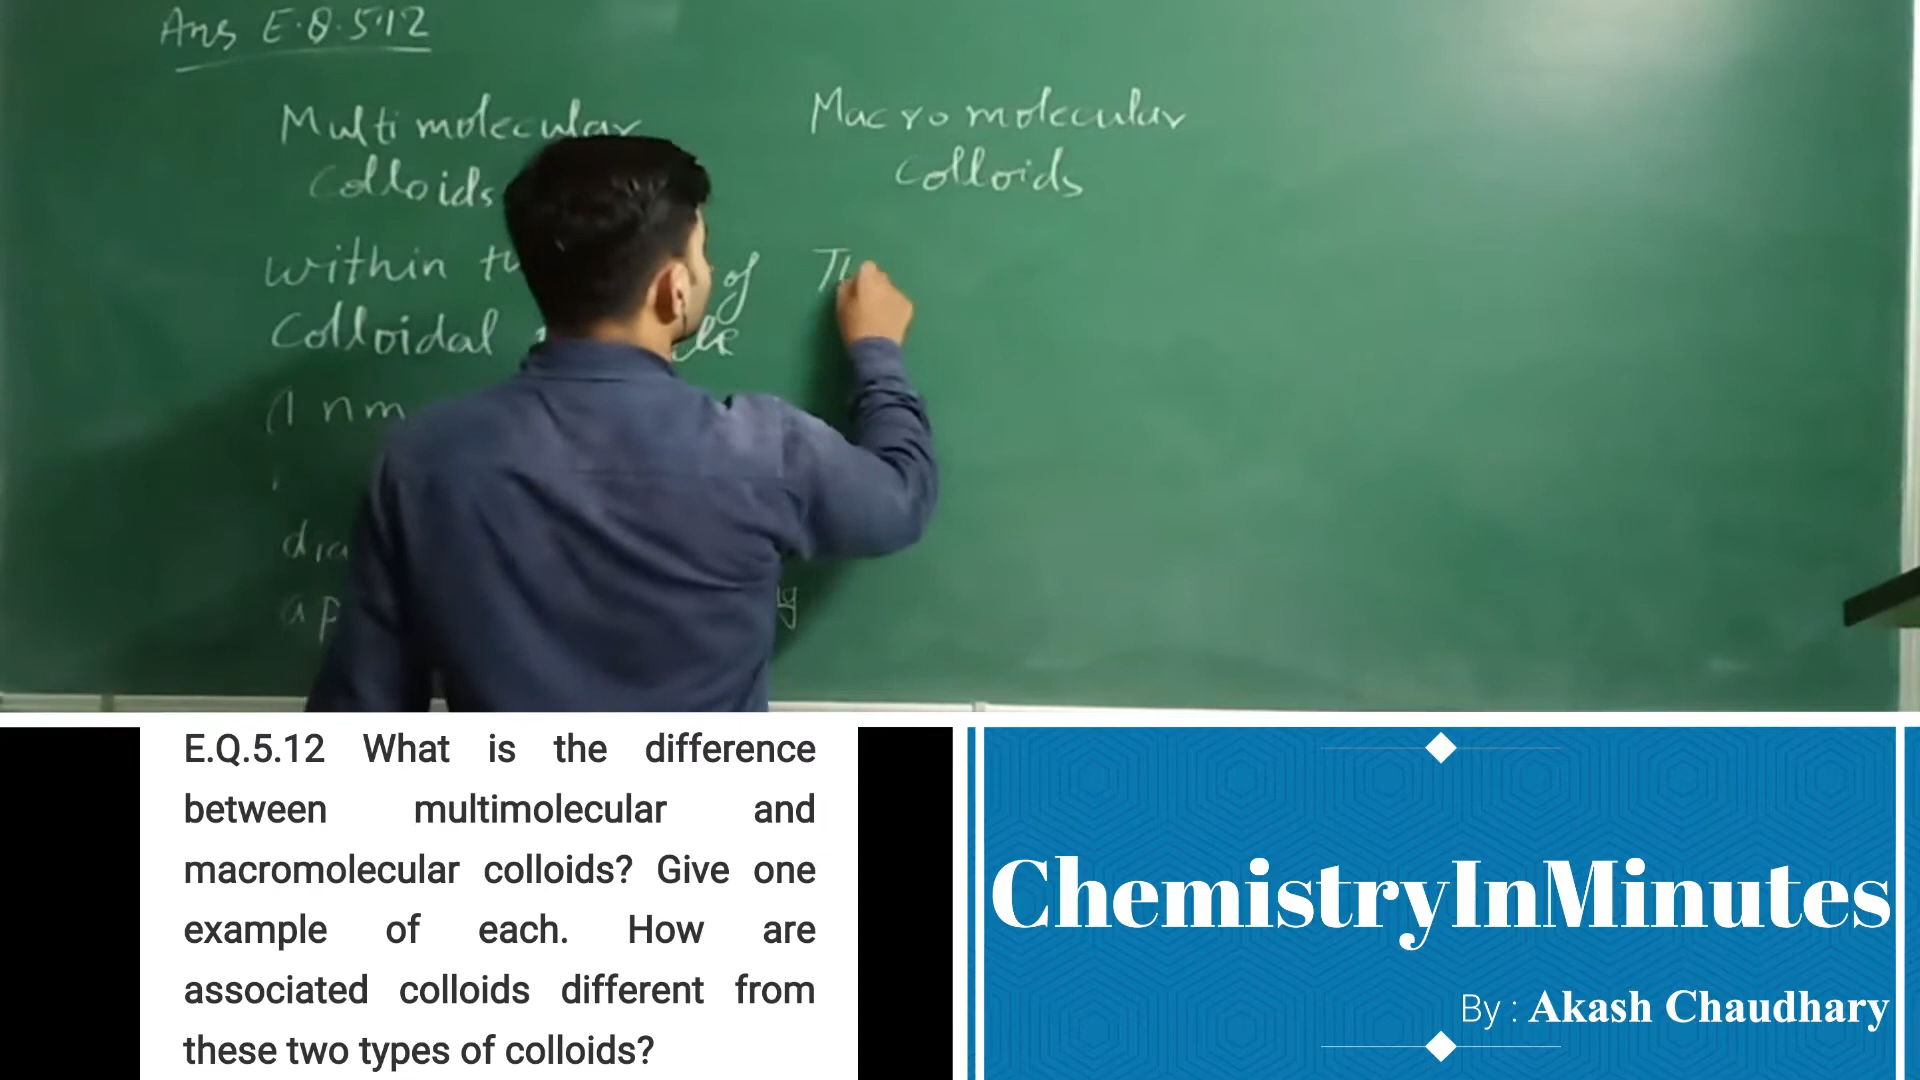 Ans E.Q.5.12
Multimolecular
Colloids
Macromolecular
Colloids
within of
Colloidal
(1 nm
E.Q.5.12 What is the difference
between multimolecular and
macromolecular colloids? Give one
example of each. How are
associated colloids different from
these two types of colloids?
ChemistryInMinutes
By : Akash Chaudhary